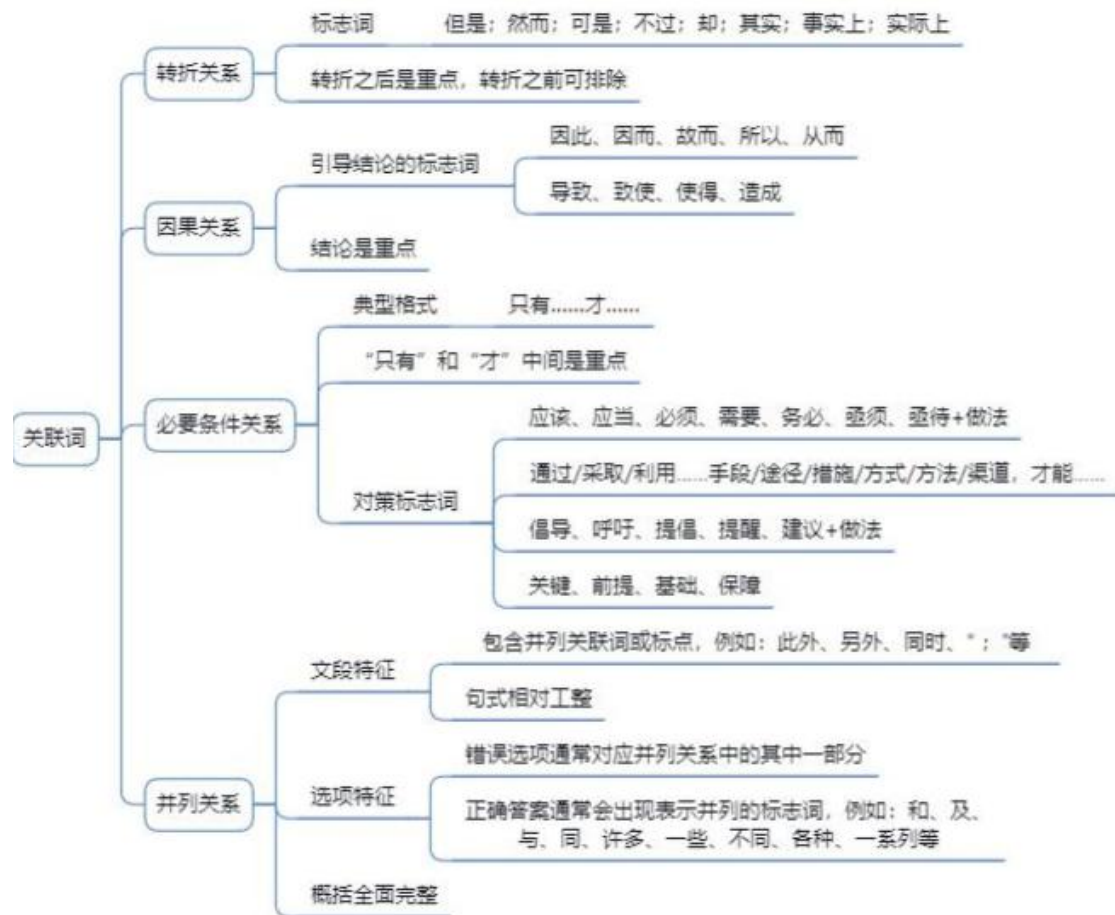 标志词
但是；然而；可是；不过；却；其实；事实上；实际上
转折关系
转折之后是重点，转折之前可排除
因此、因而、故而、所以、从而
引导结论的标志词
导致、致使、使得、造成
因果关系
结论是重点
典型格式
只有……才……
“只有”和“才”中间是重点
关联词
必要条件关系
应该、应当、必须、需要、务必、亟须、亟待+做法
通过/采取/利用……手段/途径/措施/方式/方法/渠道，才能……
对策标志词
倡导、呼吁、提倡、提醒、建议+做法
关键、前提、基础、保障
包含并列关联词或标点，例如：此外、另外、同时、“；”等
文段特征
句式相对工整
错误选项通常对应并列关系中的其中一部分
并列关系
选项特征
正确答案通常会出现表示并列的标志词，例如：和、及、
与、同、许多、一些、不同、各种、一系列等
概括全面完整